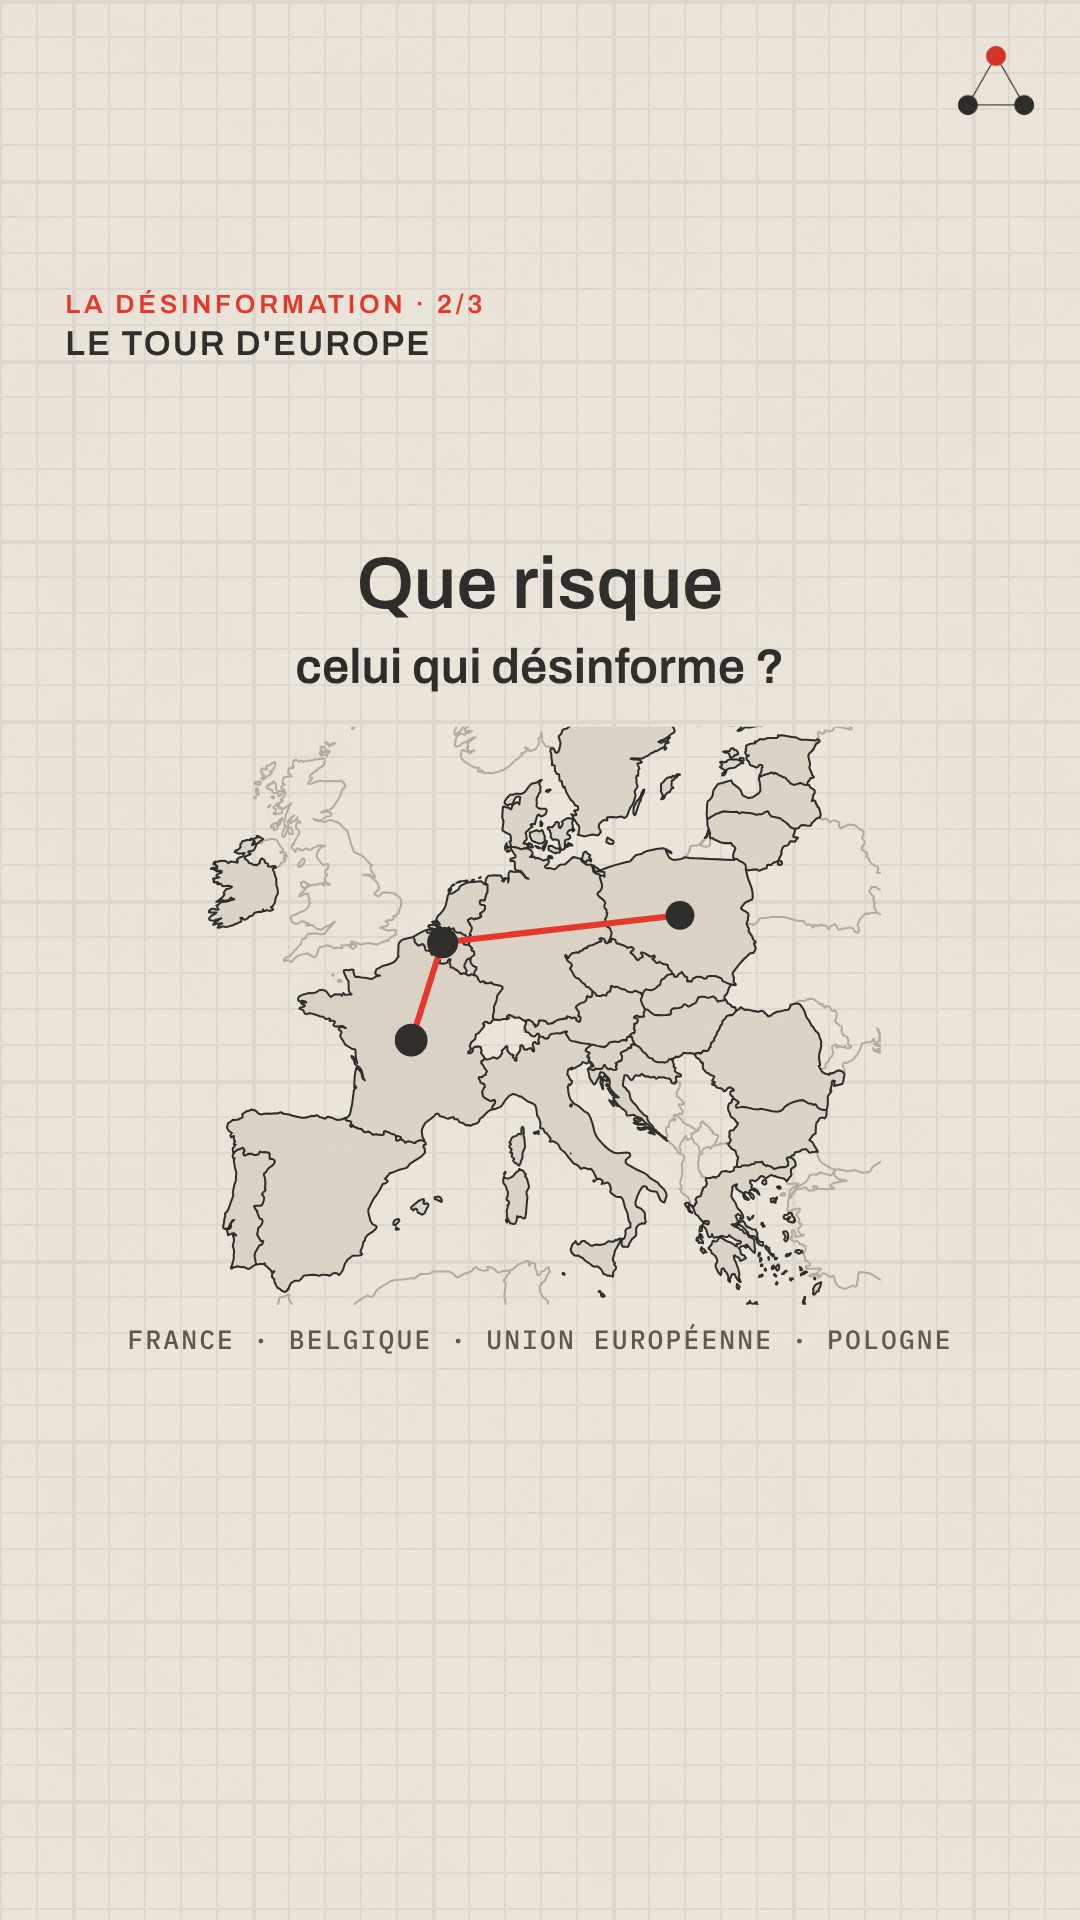 LA DÉSINFORMATION · 2/3
LE TOUR D'EUROPE
Que risque
celui qui désinforme ?
FRANCE · BELGIQUE · UNION EUROPÉENNE · POLOGNE